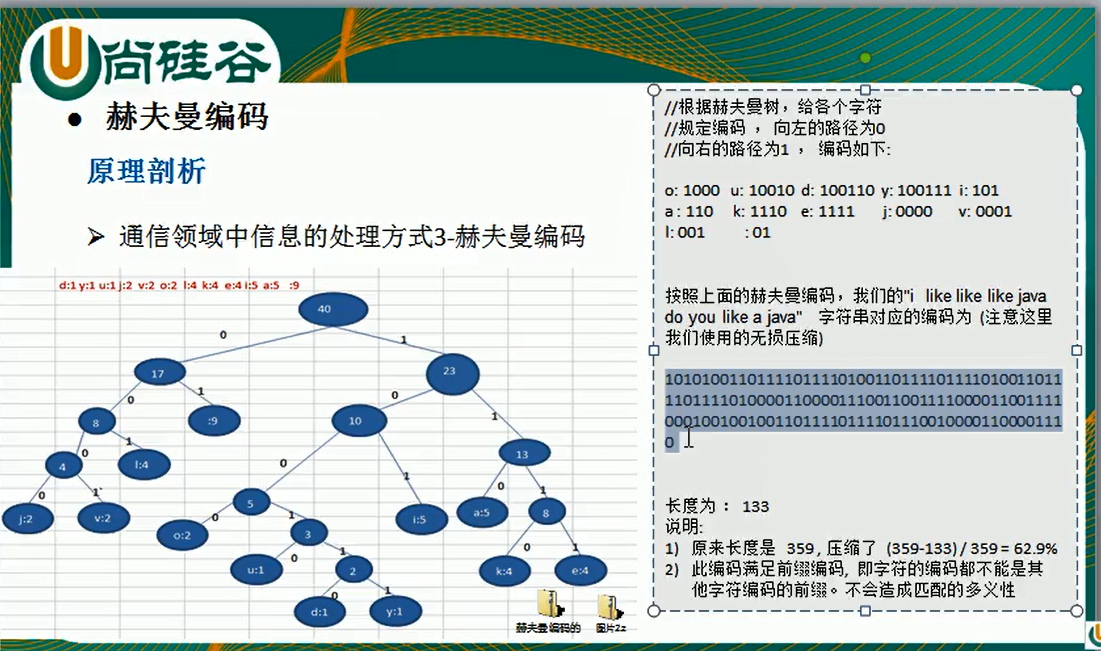 尚硅谷
● 赫夫曼编码
原理剖析
➢ 通信领域中信息的处理方式3-赫夫曼编码
d:1 y:1 u:1 j:2 v:2 o:2 l:4 k:4 e:4 i:5 a:5 :9
40
0
1
17
23
0
1
0
1
8
:9
10
13
0
1
0
1
0
1
4
l:4
5
i:5
a:5
8
0
1
0
1
0
1
j:2
v:2
o:2
3
k:4
e:4
0
1
u:1
2
0
1
d:1
y:1
赫夫曼编码的
图片zz
//根据赫夫曼树，给各个字符
//规定编码 ， 向左的路径为0
//向右的路径为1 ， 编码如下:
o: 1000 u: 10010 d: 100110 y: 100111 i: 101
a : 110 k: 1110 e: 1111 j: 0000 v: 0001
l: 001 : 01
按照上面的赫夫曼编码，我们的"i like like like java
do you like a java" 字符串对应的编码为 (注意这里
我们使用的无损压缩)
1010100110111101111010011011110111101001101
1110111101000011000011100110011110000110011110
001001001001101111011110111001000011000011 1
0
长度为 ： 133
说明:
1) 原来长度是 359 , 压缩了 (359-133) / 359 = 62.9%
2) 此编码满足前缀编码, 即字符的编码都不能是其
他字符编码的前缀。不会造成匹配的多义性